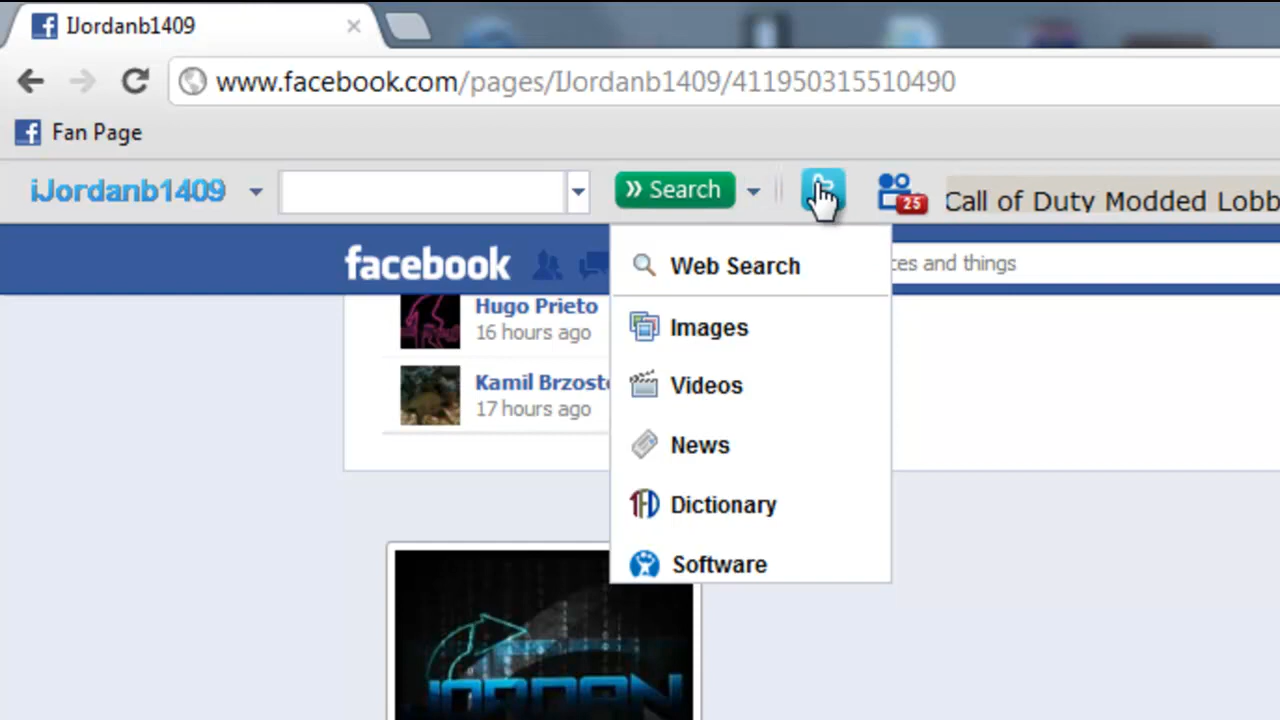 IJordanb1409
www.facebook.com/pages/IJordanb1409/411950315510490
Fan Page
iJordanb1409
Search
25
Call of Duty Modded Lobb
facebook
ces and things
Web Search
Hugo Prieto
16 hours ago
Images
Kamil Brzost
17 hours ago
Videos
News
TFD
Dictionary
Software
JORDAN